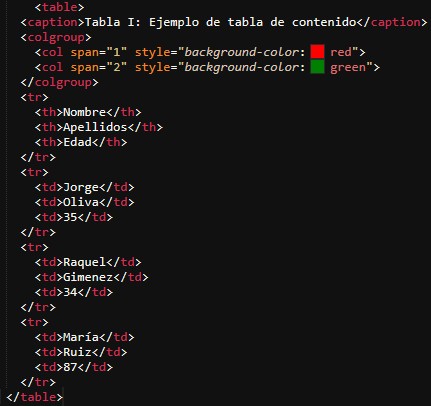 <table>
<caption>Tabla I: Ejemplo de tabla de contenido</caption>
<colgroup>
<col span="1" style="background-color: red">
<col span="2" style="background-color: green">
</colgroup>
<tr>
<th>Nombre</th>
<th>Apellidos</th>
<th>Edad</th>
</tr>
<tr>
<td>Jorge</td>
<td>Oliva</td>
<td>35</td>
</tr>
<tr>
<td>Raquel</td>
<td>Gimenez</td>
<td>34</td>
</tr>
<tr>
<td>María</td>
<td>Ruiz</td>
<td>87</td>
</tr>
</table>